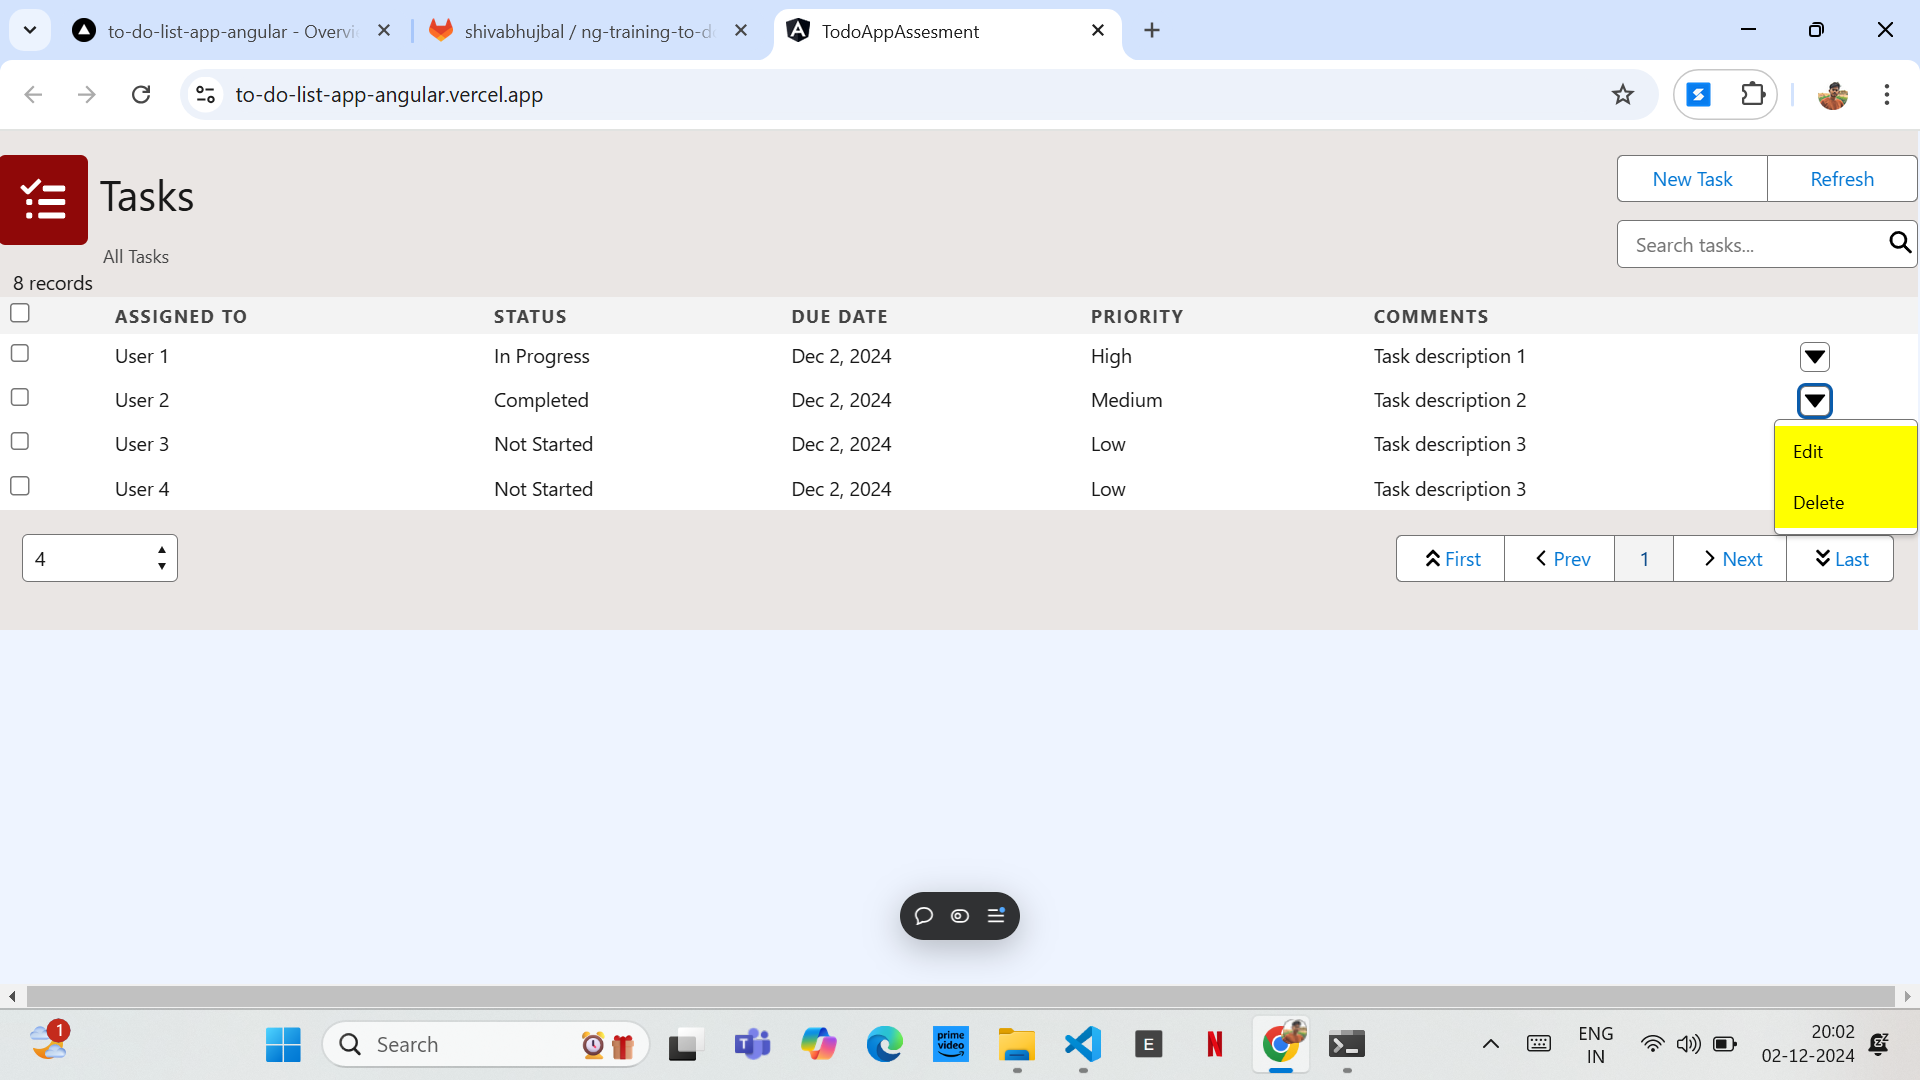 to-do-list-app-angular - Overvi
shivabhujbal / ng-training-to-d
TodoAppAssesment
to-do-list-app-angular.vercel.app
Tasks
All Tasks
8 records
New Task
Refresh
Search tasks...
ASSIGNED TO STATUS DUE DATE PRIORITY COMMENTS
User 1 In Progress Dec 2, 2024 High Task description 1
User 2 Completed Dec 2, 2024 Medium Task description 2
User 3 Not Started Dec 2, 2024 Low Task description 3
User 4 Not Started Dec 2, 2024 Low Task description 3
Edit
Delete
4
First Prev 1 Next Last
1
Search
prime
video
E
N
ENG
IN
20:02
02-12-2024